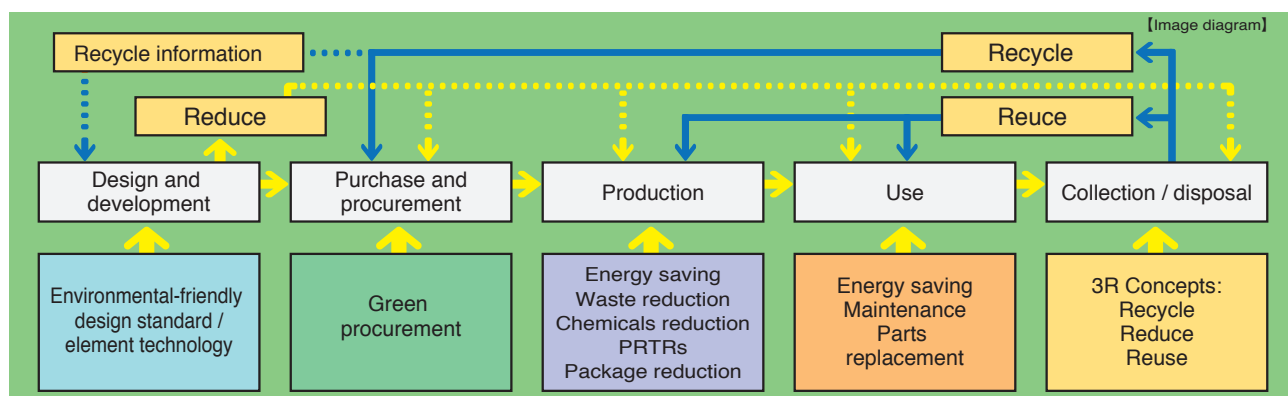 【Image diagram】
Recycle information
Recycle
Reduce
Reuce
Design and
development
Purchase and
procurement
Production
Use
Collection / disposal
Environmental-friendly
design standard /
element technology
Green
procurement
Energy saving
Waste reduction
Chemicals reduction
PRTRs
Package reduction
Energy saving
Maintenance
Parts
replacement
3R Concepts:
Recycle
Reduce
Reuse